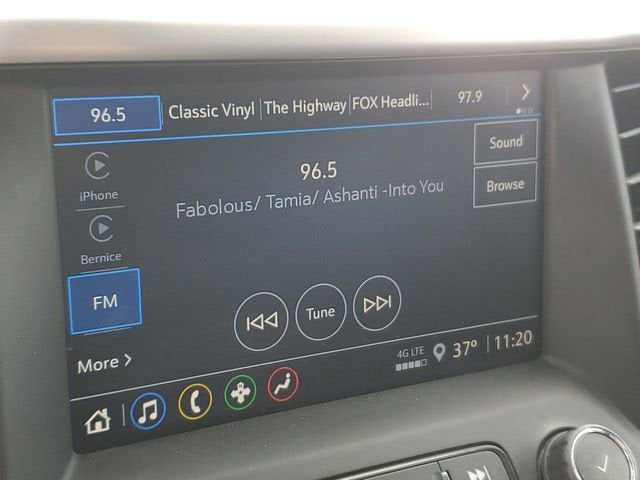 96.5 Classic Vinyl The Highway FOX Headli... 97.9
iPhone
Bernice
FM
More
96.5
Fabolous/ Tamia/ Ashanti -Into You
Sound
Browse
Tune
4G LTE 37° 11:20